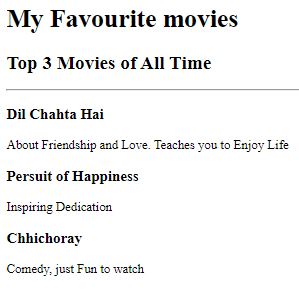 My Favourite movies
Top 3 Movies of All Time
Dil Chahta Hai
About Friendship and Love. Teaches you to Enjoy Life
Persuit of Happiness
Inspiring Dedication
Chhichoray
Comedy, just Fun to watch